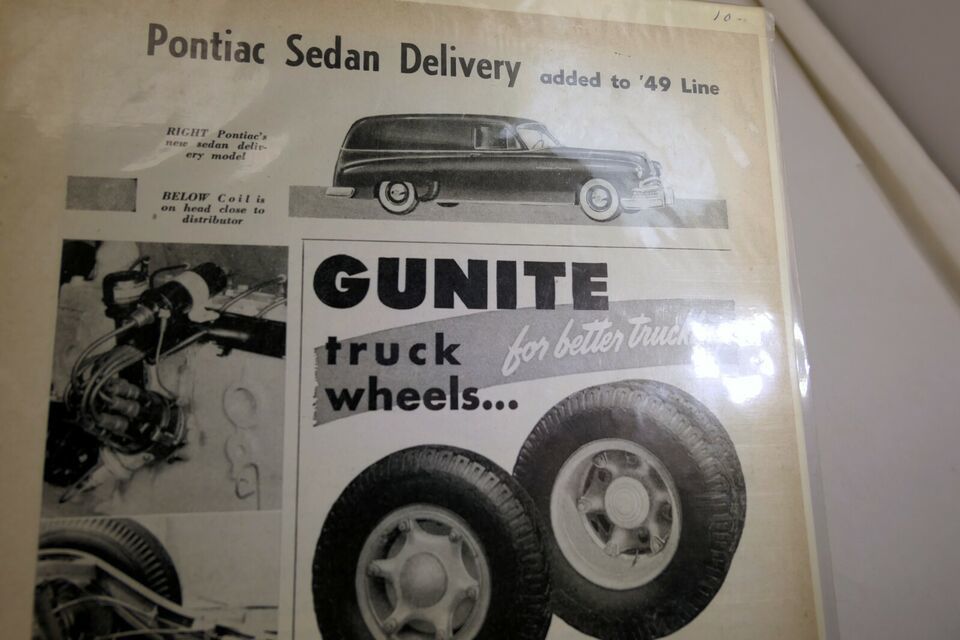 10-
Pontiac Sedan Delivery added to '49 Line
RIGHT Pontiac's
new sedan deliv-
ery model
BELOW Coil is
on head close to
distributor
GUNITE
truck
wheels...
for better truck